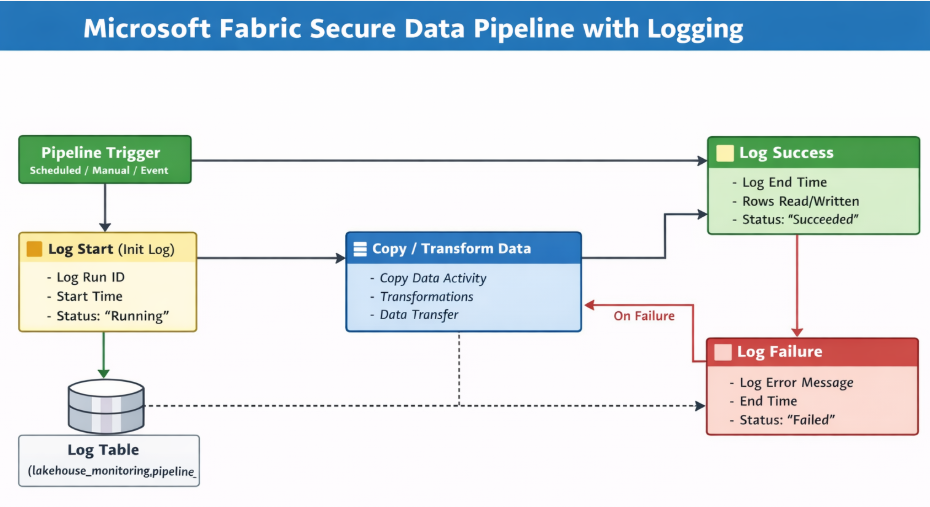 Microsoft Fabric Secure Data Pipeline with Logging
Pipeline Trigger
Scheduled / Manual / Event
Log Success
- Log End Time
- Rows Read/Written
- Status: “Succeeded”
Log Start (Init Log)
- Log Run ID
- Start Time
- Status: “Running”
Copy / Transform Data
- Copy Data Activity
- Transformations
- Data Transfer
On Failure
Log Failure
- Log Error Message
- End Time
- Status: “Failed”
Log Table
(lakehouse_monitoring,pipeline_